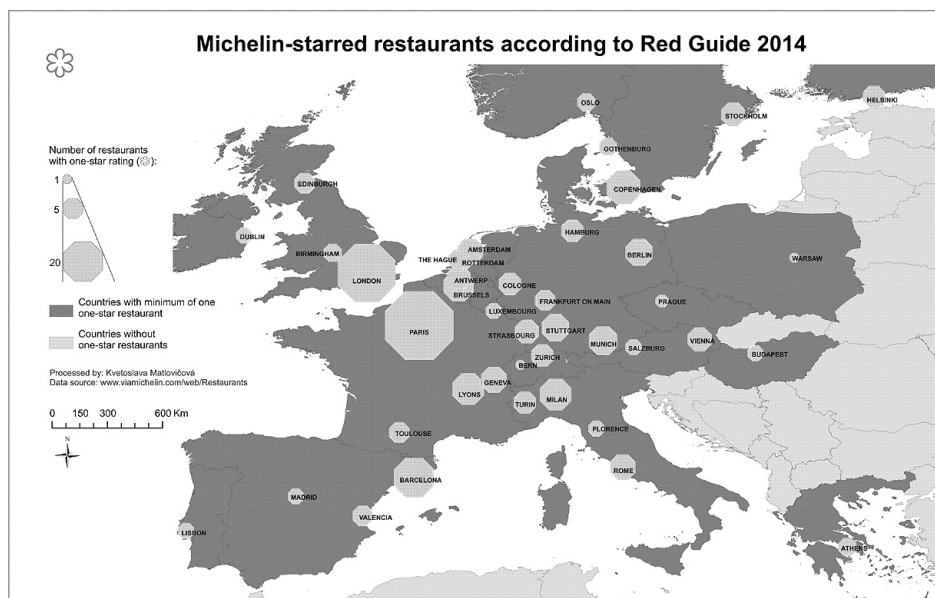 Michelin-starred restaurants according to Red Guide 2014
Number of restaurants
with one-star rating ( ):
1
5
20
Countries with minimum of one
one-star restaurant
Countries without
one-star restaurants
Processed by: Kvetoslava Matlovičová
Data source: www.viamichelin.com/web/Restaurants
0 150 300 600 Km
N
OSLO
HELSINKI
STOCKHOLM
GOTHENBURG
EDINBURGH
COPENHAGEN
DUBLIN
HAMBURG
BIRMINGHAM
AMSTERDAM
THE HAGUE
ROTTERDAM
BERLIN
WARSAW
LONDON
ANTWERP
COLOGNE
BRUSSELS
FRANKFURT ON MAIN
PRAGUE
LUXEMBOURG
PARIS
STRASBOURG
STUTTGART
MUNICH
SALZBURG
VIENNA
BUDAPEST
ZURICH
BERN
GENEVA
LYONS
TURIN
MILAN
TOULOUSE
FLORENCE
BARCELONA
ROME
MADRID
VALENCIA
LISBON
ATHENS